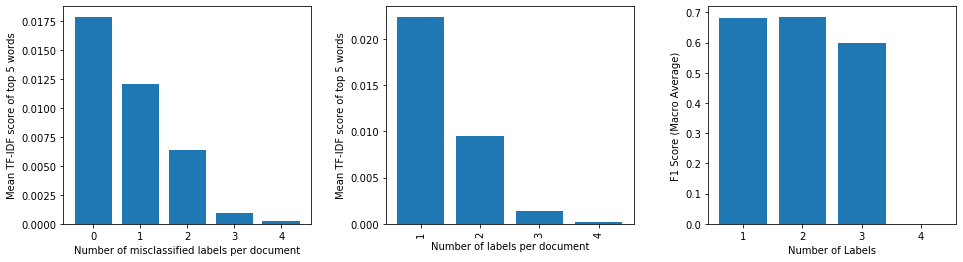 Mean TF-IDF score of top 5 words
0.0175
0.0150
0.0125
0.0100
0.0075
0.0050
0.0025
0.0000
0 1 2 3 4
Number of misclassified labels per document
Mean TF-IDF score of top 5 words
0.020
0.015
0.010
0.005
0.000
1 2 3 4
Number of labels per document
F1 Score (Macro Average)
0.7
0.6
0.5
0.4
0.3
0.2
0.1
0.0
1 2 3 4
Number of Labels